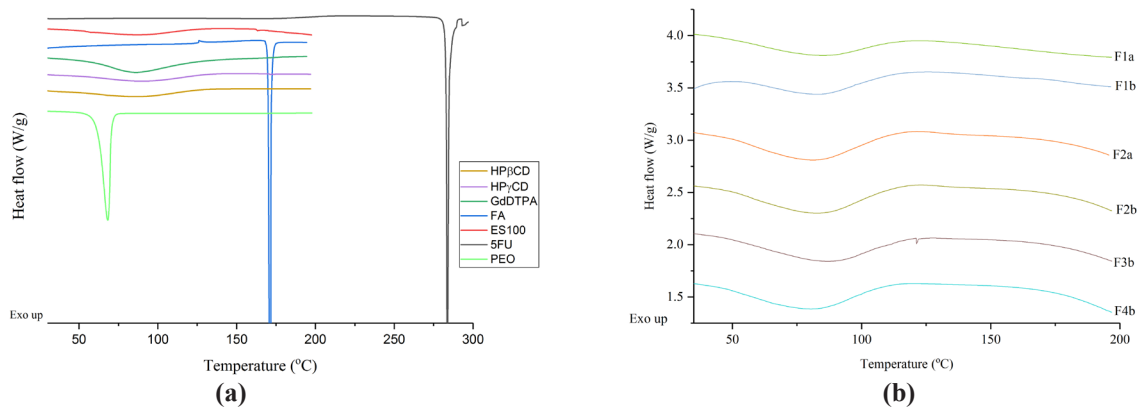 Heat flow (W/g)
HPβCD
HPγCD
GdDTPA
FA
ES100
5FU
PEO
Exo up
50
100
150
200
250
300
Temperature (°C)
(a)
Heat flow (W/g)
4.0
3.5
3.0
2.5
2.0
1.5
F1a
F1b
F2a
F2b
F3b
F4b
Exo up
50
100
150
200
Temperature (°C)
(b)